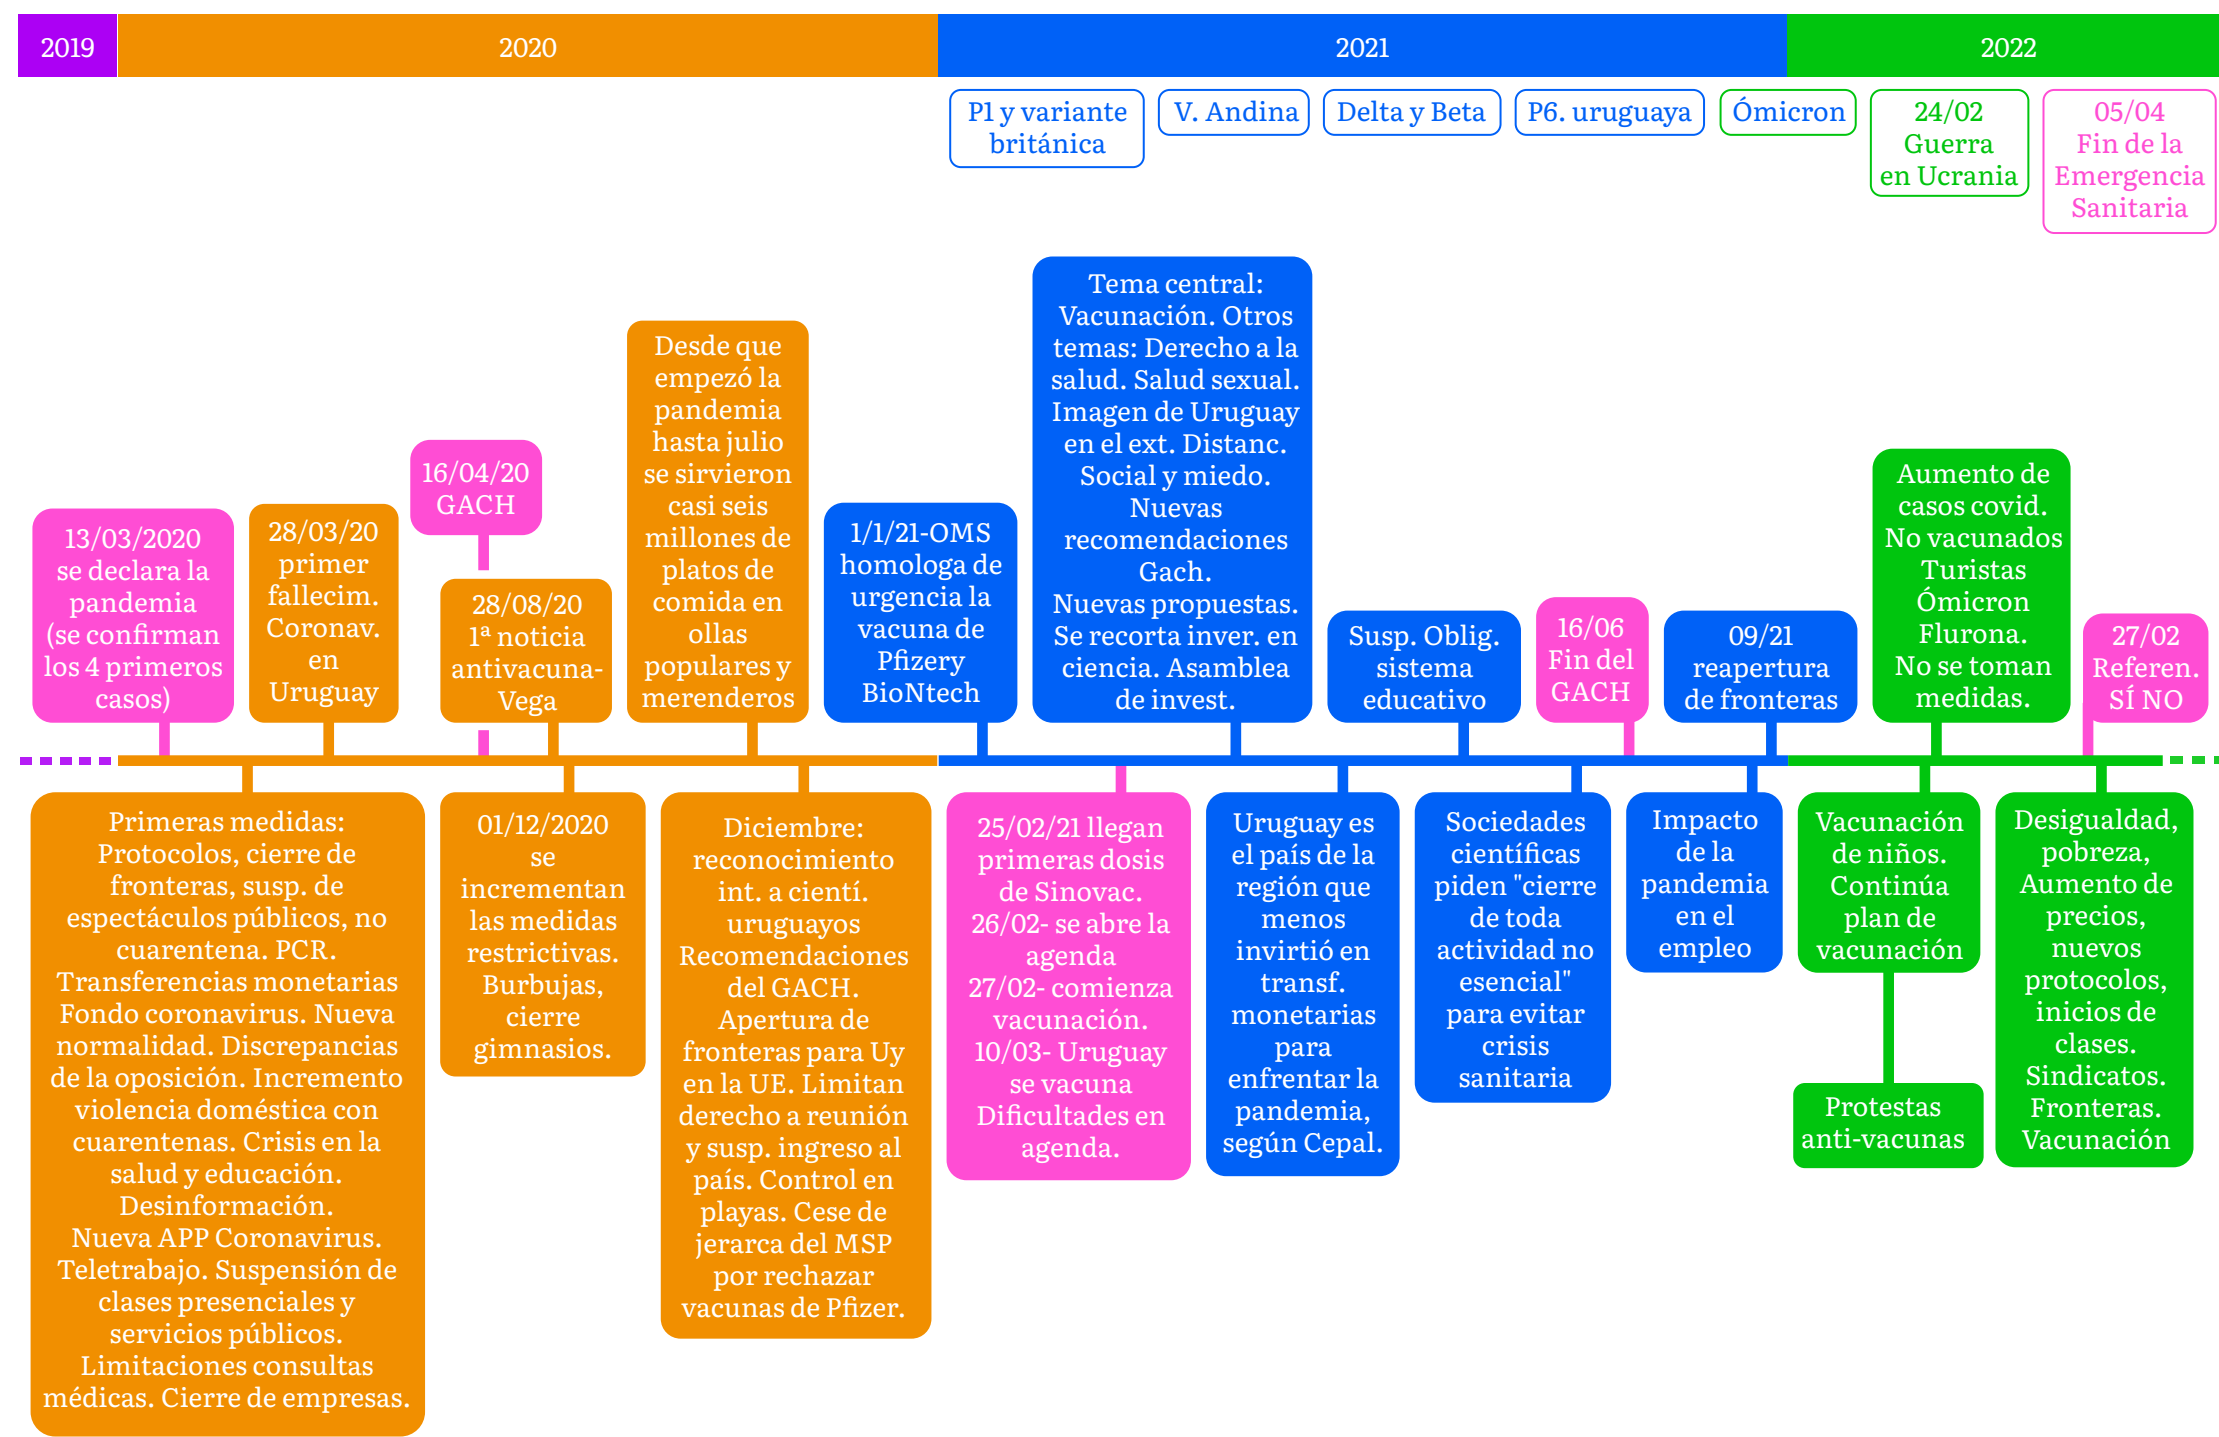 2019
2020
2021
2022
P1 y variante
británica
V. Andina
Delta y Beta
P6. uruguaya
Ómicron
24/02
Guerra
en Ucrania
05/04
Fin de la
Emergencia
Sanitaria
13/03/2020
se declara la
pandemia
(se confirman
los 4 primeros
casos)
28/03/20
primer
fallecim.
Coronav.
en
Uruguay
16/04/20
GACH
28/08/20
1ª noticia
antivacuna-
Vega
Desde que
empezó la
pandemia
hasta julio
se sirvieron
casi seis
millones de
platos de
comida en
ollas
populares y
merenderos
1/1/21-OMS
homologa de
urgencia la
vacuna de
Pfizery
BioNtech
Tema central:
Vacunación. Otros
temas: Derecho a la
salud. Salud sexual.
Imagen de Uruguay
en el ext. Distanc.
Social y miedo.
Nuevas
recomendaciones
Gach.
Nuevas propuestas.
Se recorta inver. en
ciencia. Asamblea
de invest.
Susp. Oblig.
sistema
educativo
16/06
Fin del
GACH
09/21
reapertura
de fronteras
Aumento de
casos covid.
No vacunados
Turistas
Ómicron
Flurona.
No se toman
medidas.
27/02
Referen.
SÍ NO
Primeras medidas:
Protocolos, cierre de
fronteras, susp. de
espectáculos públicos, no
cuarentena. PCR.
Transferencias monetarias
Fondo coronavirus. Nueva
normalidad. Discrepancias
de la oposición. Incremento
violencia doméstica con
cuarentenas. Crisis en la
salud y educación.
Desinformación.
Nueva APP Coronavirus.
Teletrabajo. Suspensión de
clases presenciales y
servicios públicos.
Limitaciones consultas
médicas. Cierre de empresas.
01/12/2020
se
incrementan
las medidas
restrictivas.
Burbujas,
cierre
gimnasios.
Diciembre:
reconocimiento
int. a cientí.
uruguayos
Recomendaciones
del GACH.
Apertura de
fronteras para Uy
en la UE. Limitan
derecho a reunión
y susp. ingreso al
país. Control en
playas. Cese de
jerarca del MSP
por rechazar
vacunas de Pfizer.
25/02/21 llegan
primeras dosis
de Sinovac.
26/02- se abre la
agenda
27/02- comienza
vacunación.
10/03- Uruguay
se vacuna
Dificultades en
agenda.
Uruguay es
el país de la
región que
menos
invirtió en
transf.
monetarias
para
enfrentar la
pandemia,
según Cepal.
Sociedades
científicas
piden "cierre
de toda
actividad no
esencial"
para evitar
crisis
sanitaria
Impacto
de la
pandemia
en el
empleo
Vacunación
de niños.
Continúa
plan de
vacunación
Protestas
anti-vacunas
Desigualdad,
pobreza,
Aumento de
precios,
nuevos
protocolos,
inicios de
clases.
Sindicatos.
Fronteras.
Vacunación